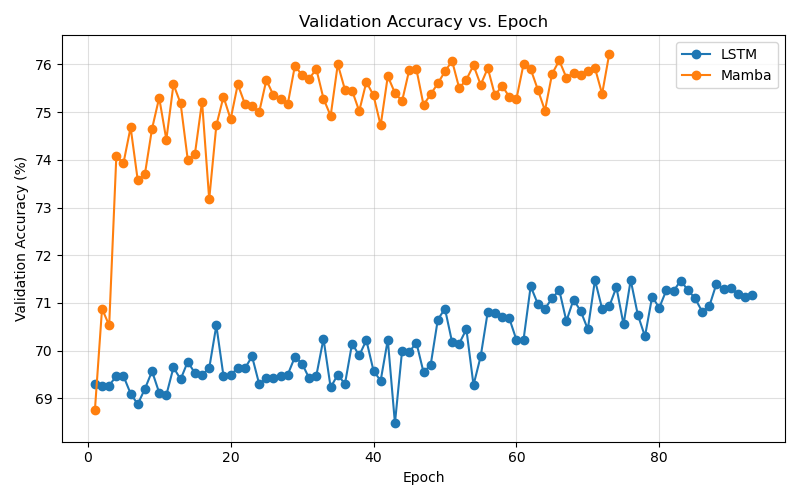 Validation Accuracy vs. Epoch
LSTM
Mamba
Validation Accuracy (%)
76
75
74
73
72
71
70
69
0 20 40 60 80
Epoch